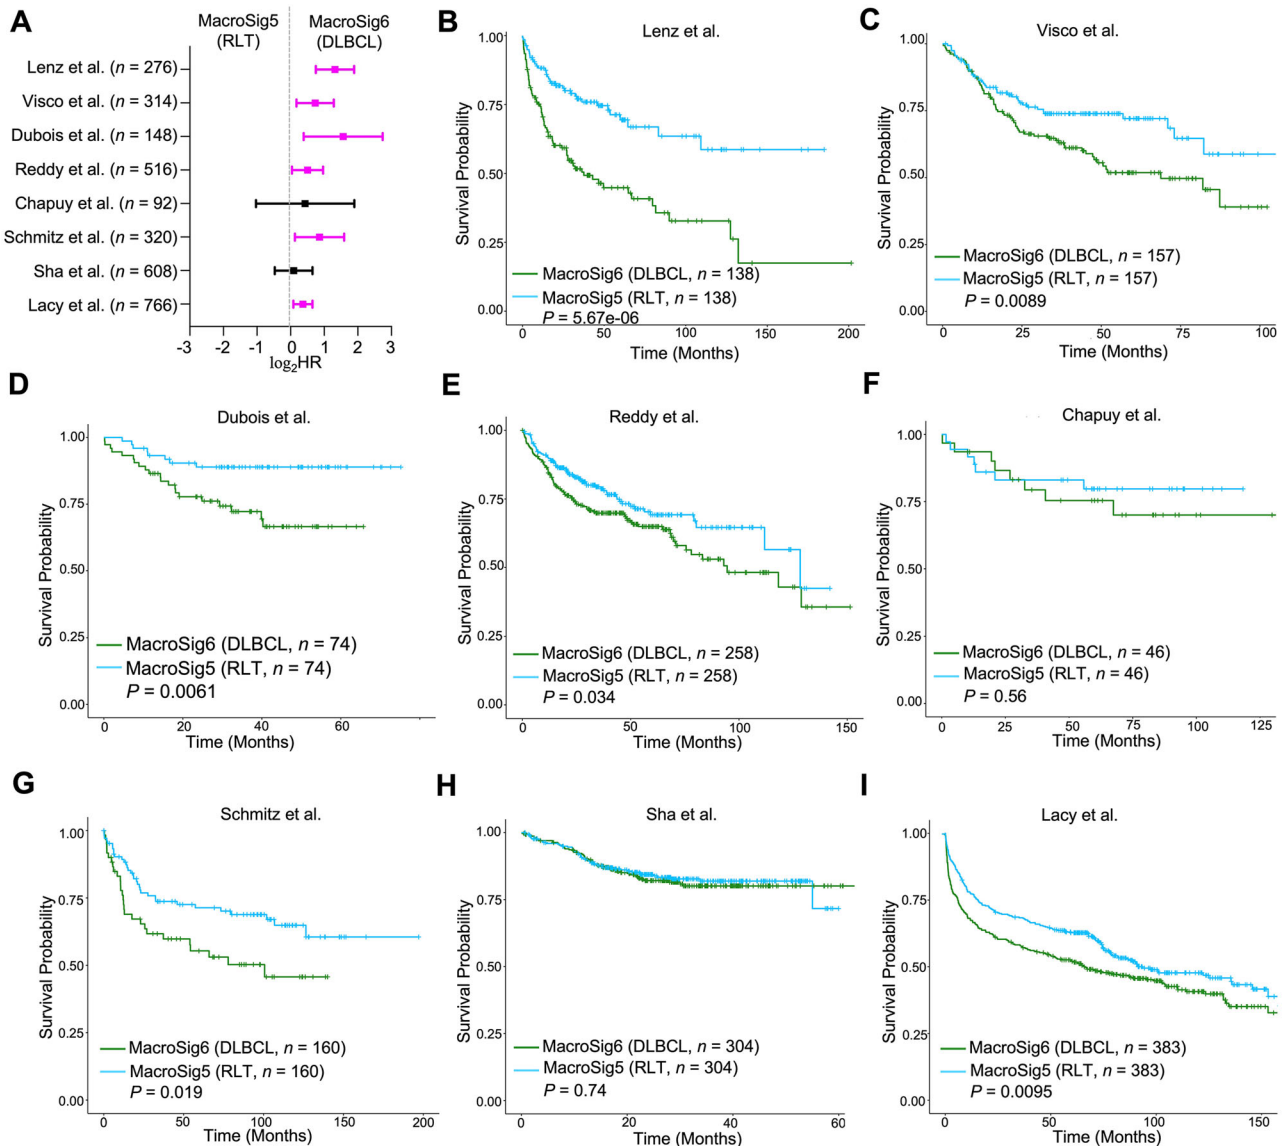 A
MacroSig5 (RLT)
MacroSig6 (DLBCL)
Lenz et al. (n = 276)
Visco et al. (n = 314)
Dubois et al. (n = 148)
Reddy et al. (n = 516)
Chapuy et al. (n = 92)
Schmitz et al. (n = 320)
Sha et al. (n = 608)
Lacy et al. (n = 766)
-3 -2 -1 0 1 2 3
log2HR
B
Lenz et al.
Survival Probability
1.00
0.75
0.50
0.25
0.00
MacroSig6 (DLBCL, n = 138)
MacroSig5 (RLT, n = 138)
P = 5.67e-06
0 50 100 150 200
Time (Months)
C
Visco et al.
Survival Probability
1.00
0.75
0.50
0.25
0.00
MacroSig6 (DLBCL, n = 157)
MacroSig5 (RLT, n = 157)
P = 0.0089
0 25 50 75 100
Time (Months)
D
Dubois et al.
Survival Probability
1.00
0.75
0.50
0.25
0.00
MacroSig6 (DLBCL, n = 74)
MacroSig5 (RLT, n = 74)
P = 0.0061
0 20 40 60
Time (Months)
E
Reddy et al.
Survival Probability
1.00
0.75
0.50
0.25
0.00
MacroSig6 (DLBCL, n = 258)
MacroSig5 (RLT, n = 258)
P = 0.034
0 50 100 150
Time (Months)
F
Chapuy et al.
Survival Probability
1.00
0.75
0.50
0.25
0.00
MacroSig6 (DLBCL, n = 46)
MacroSig5 (RLT, n = 46)
P = 0.56
0 25 50 75 100 125
Time (Months)
G
Schmitz et al.
Survival Probability
1.00
0.75
0.50
0.25
0.00
MacroSig6 (DLBCL, n = 160)
MacroSig5 (RLT, n = 160)
P = 0.019
0 50 100 150 200
Time (Months)
H
Sha et al.
Survival Probability
1.00
0.75
0.50
0.25
0.00
MacroSig6 (DLBCL, n = 304)
MacroSig5 (RLT, n = 304)
P = 0.74
0 20 40 60
Time (Months)
I
Lacy et al.
Survival Probability
1.00
0.75
0.50
0.25
0.00
MacroSig6 (DLBCL, n = 383)
MacroSig5 (RLT, n = 383)
P = 0.0095
0 50 100 150
Time (Months)